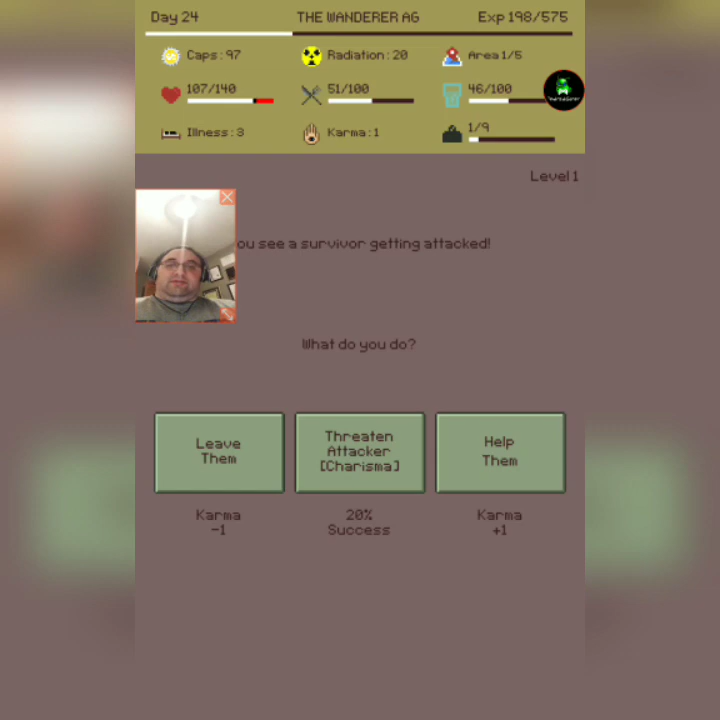 Day 24 THE WANDERER AG Exp 198/575
Caps: 97 Radiation: 20 Area 1/5
107/140 51/100 46/100
Illness: 3 Karma: 1 1/9
Level 1
ou see a survivor getting attacked!
What do you do?
Leave
Them
Threaten
Attacker
[Charisma]
Help
Them
Karma
-1
20%
Success
Karma
+1